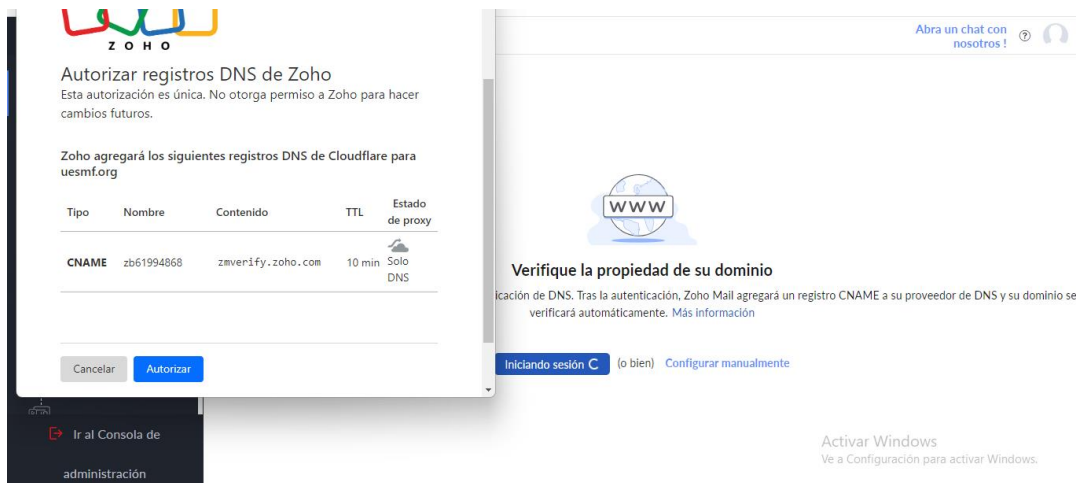 ZOHO
Autorizar registros DNS de Zoho
Esta autorización es única. No otorga permiso a Zoho para hacer
cambios futuros.
Zoho agregará los siguientes registros DNS de Cloudflare para
uesmf.org
Tipo Nombre Contenido TTL Estado
de proxy
CNAME zb61994868 zmverify.zoho.com 10 min Solo
DNS
Cancelar Autorizar
Ir al Consola de
administración
Abra un chat con
nosotros !
?
WWW
Verifique la propiedad de su dominio
icación de DNS. Tras la autenticación, Zoho Mail agregará un registro CNAME a su proveedor de DNS y su dominio se
verificará automáticamente. Más información
Iniciando sesión (o bien) Configurar manualmente
Activar Windows
Ve a Configuración para activar Windows.